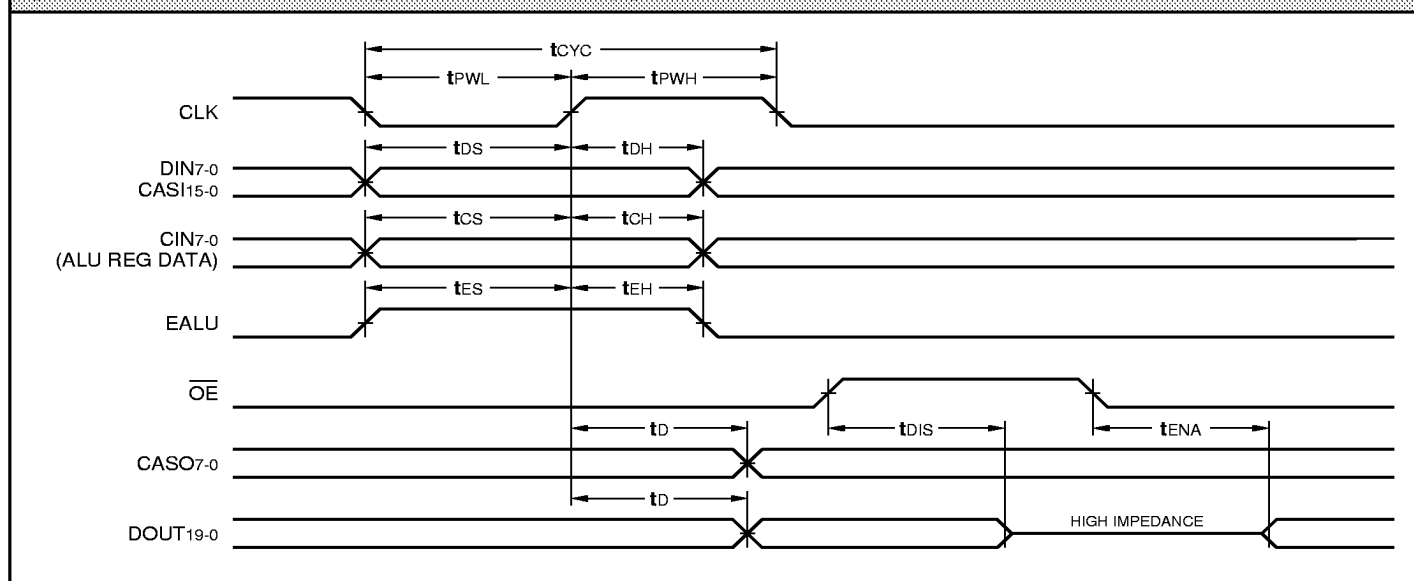 tCYC
tPWL tPWH
CLK
tDS tDH
DIN7-0
CASI15-0
tCS tCH
CIN7-0
(ALU REG DATA)
tES tEH
EALU
OE
tD tDIS tENA
CASO7-0
tD
DOUT19-0 HIGH IMPEDANCE